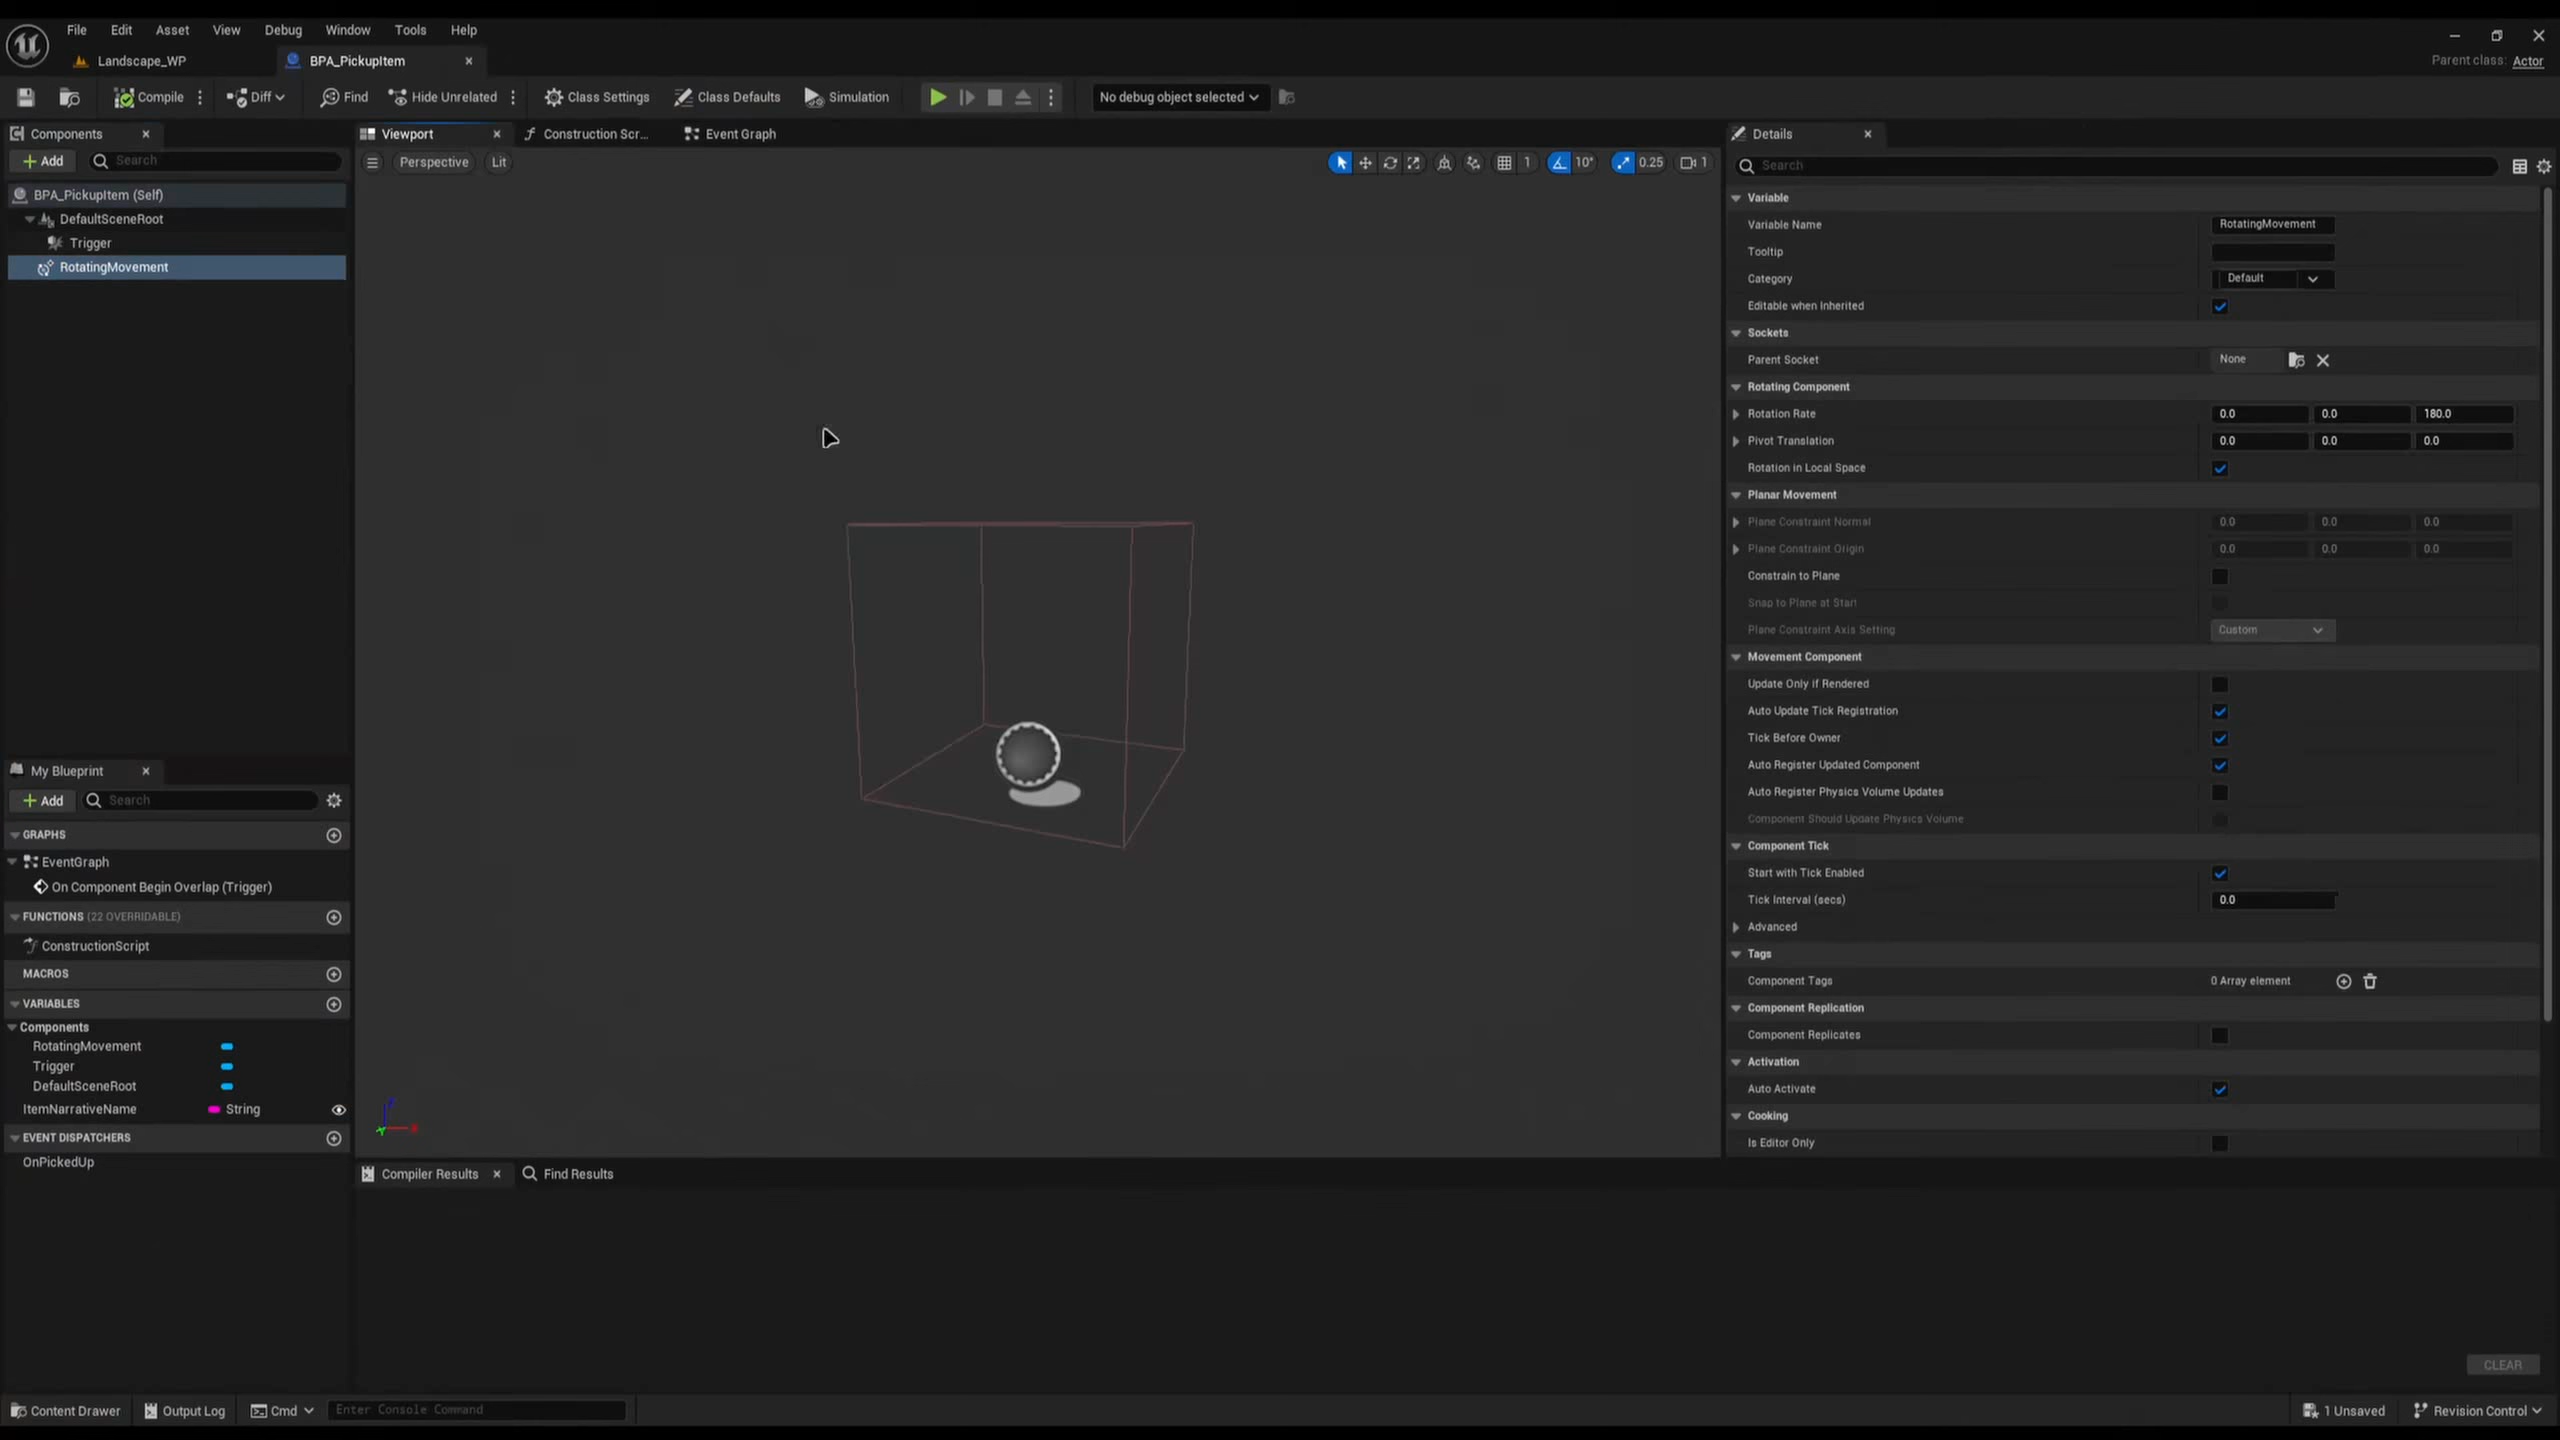 File Edit Asset View Debug Window Tools Help
Landscape_WP BPA_PickupItem Parent class: Actor
Compile Diff Find Hide Unrelated Class Settings Class Defaults Simulation No debug object selected
Components Viewport Construction Scr... Event Graph Details
Add Search Perspective Lit 1 10° 0.25 1 Search
BPA_PickupItem (Self)
DefaultSceneRoot
Trigger
RotatingMovement
Variable
Variable Name RotatingMovement
Tooltip
Category Default
Editable when Inherited
Sockets
Parent Socket None
Rotating Component
Rotation Rate 0.0 0.0 180.0
Pivot Translation 0.0 0.0 0.0
Rotation in Local Space
Planar Movement
Plane Constraint Normal 0.0 0.0 0.0
Plane Constraint Origin 0.0 0.0 0.0
Constrain to Plane
Snap to Plane at Start
Plane Constraint Axis Setting Custom
Movement Component
Update Only if Rendered
Auto Update Tick Registration
Tick Before Owner
Auto Register Updated Component
Auto Register Physics Volume Updates
Component Should Update Physics Volume
Component Tick
Start with Tick Enabled
Tick Interval (secs) 0.0
Advanced
Tags
Component Tags 0 Array element
Component Replication
Component Replicates
Activation
Auto Activate
Cooking
Is Editor Only
My Blueprint
Add Search
GRAPHS
EventGraph
On Component Begin Overlap (Trigger)
FUNCTIONS (22 OVERRIDABLE)
ConstructionScript
MACROS
VARIABLES
Components
RotatingMovement
Trigger
DefaultSceneRoot
ItemNarrativeName String
EVENT DISPATCHERS
OnPickedUp
Compiler Results Find Results
CLEAR
Content Drawer Output Log Cmd Enter Console Command 1 Unsaved Revision Control